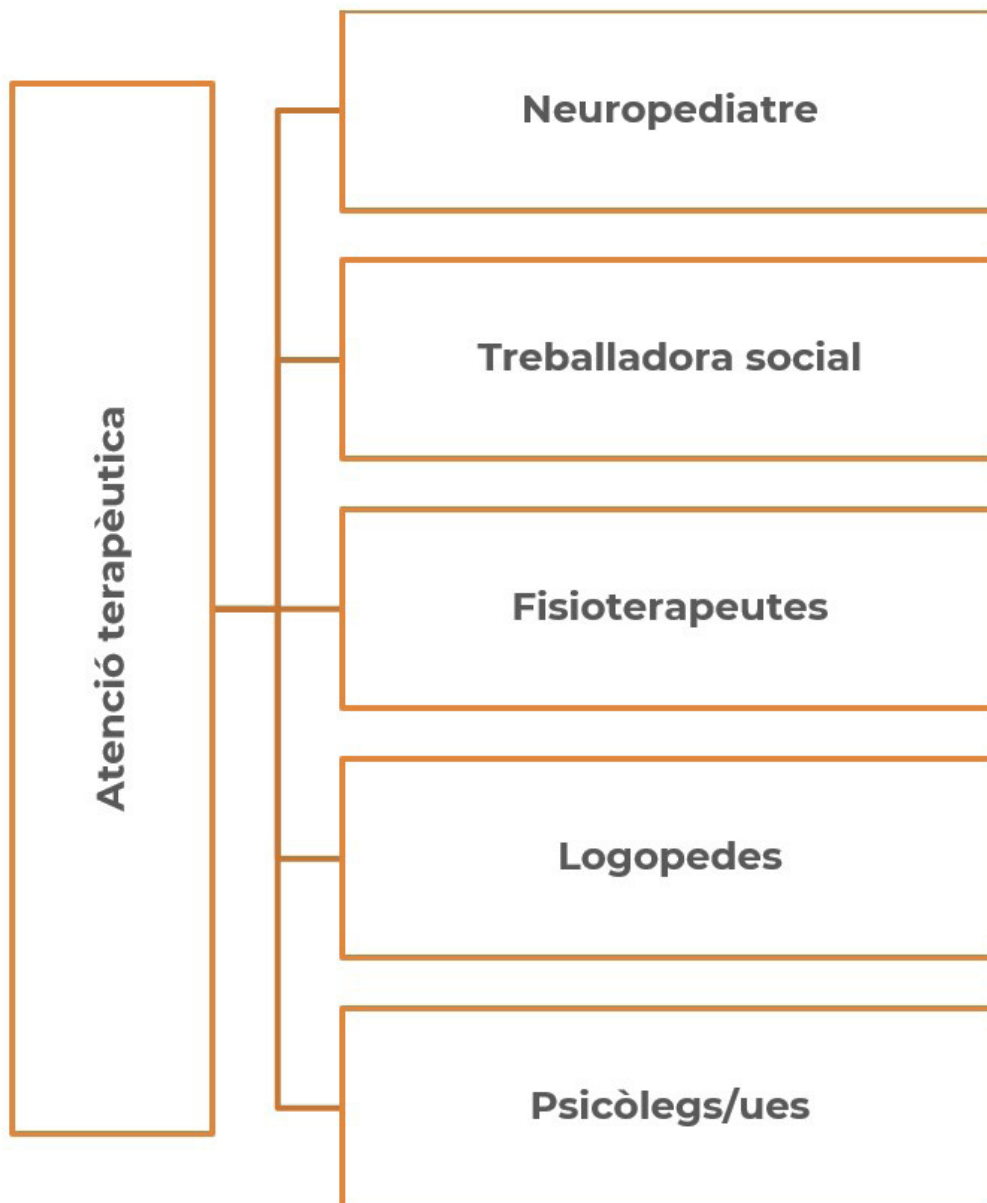 Atenció terapèutica
Neuropediatre
Treballadora social
Fisioterapeutes
Logopedes
Psicòlegs/ues